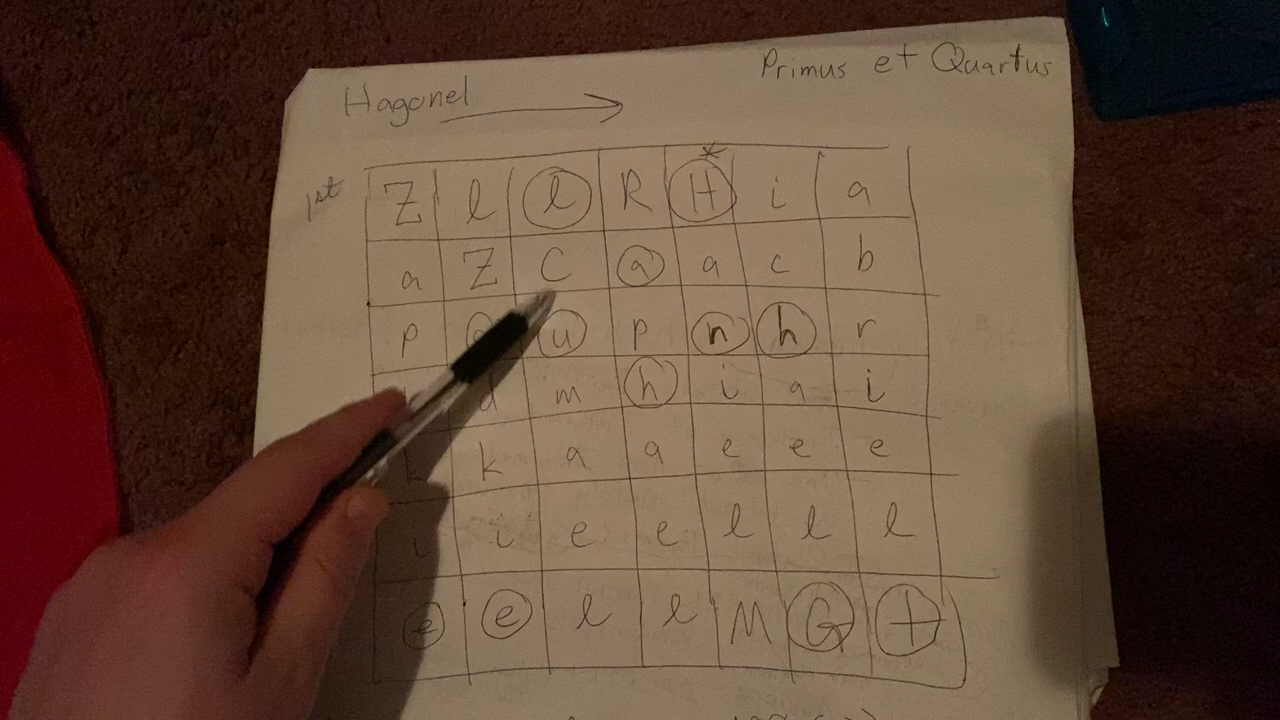 Hagonel
Primus et Quartus
1st
Z l l R H i a
a Z C a a c b
p u p n h r
d m h i a i
k k a a e e e
i i e e l l l
e e l l M G +